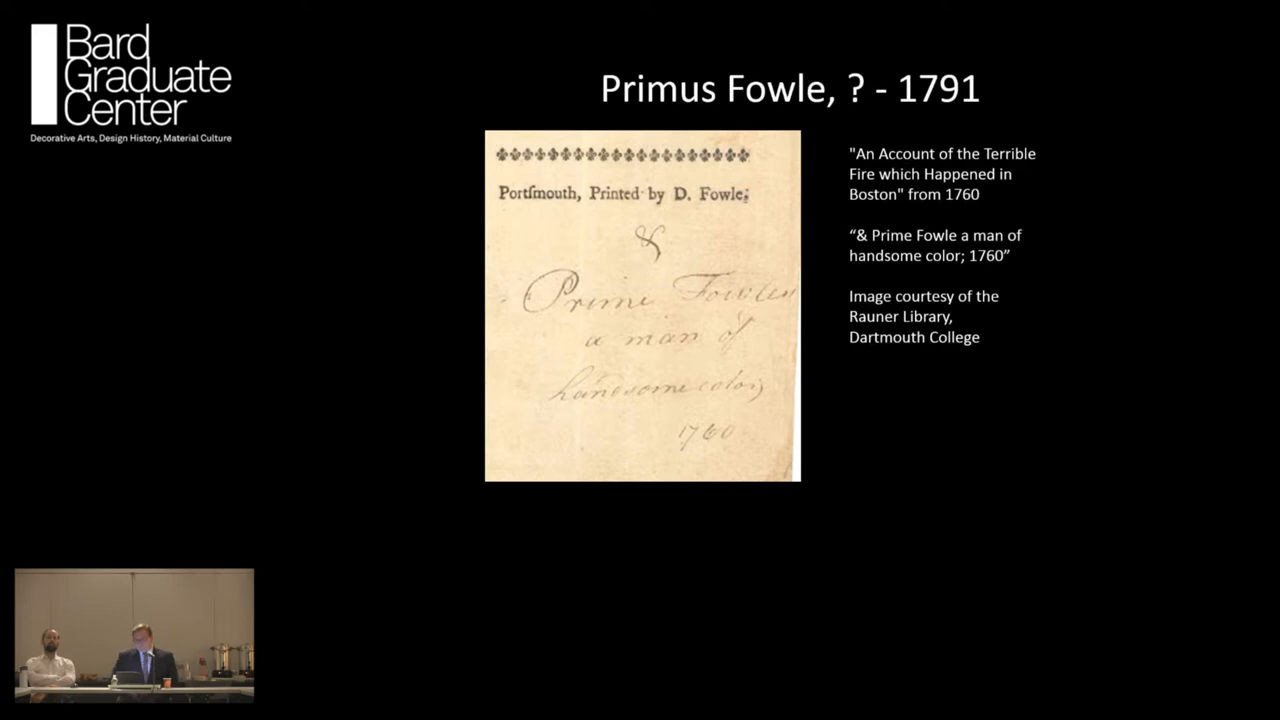 Bard
Graduate
Center
Decorative Arts, Design History, Material Culture
Primus Fowle, ? - 1791
Portſmouth, Printed by D. Fowle;
&
Prime Fowle
a man of
handsome color;
1760
"An Account of the Terrible
Fire which Happened in
Boston" from 1760
“& Prime Fowle a man of
handsome color; 1760”
Image courtesy of the
Rauner Library,
Dartmouth College